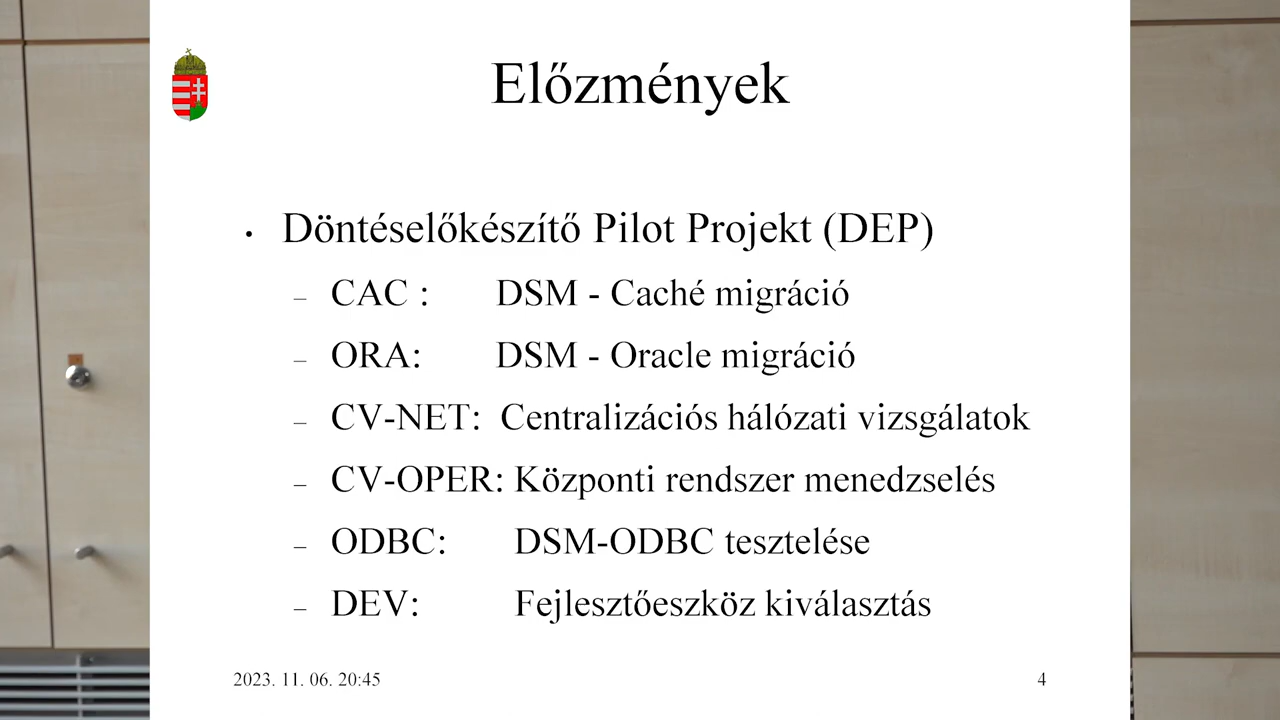 Előzmények
• Döntéselőkészítő Pilot Projekt (DEP)
– CAC : DSM - Caché migráció
– ORA: DSM - Oracle migráció
– CV-NET: Centralizációs hálózati vizsgálatok
– CV-OPER: Központi rendszer menedzselés
– ODBC: DSM-ODBC tesztelése
– DEV: Fejlesztőeszköz kiválasztás
2023. 11. 06. 20:45 4